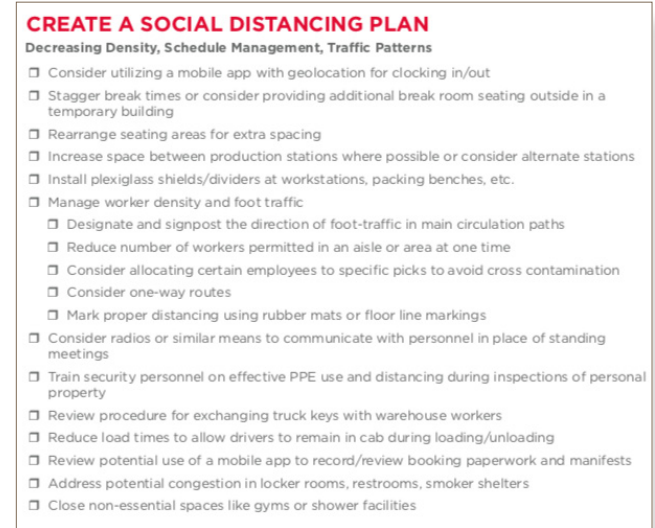 CREATE A SOCIAL DISTANCING PLAN
Decreasing Density, Schedule Management, Traffic Patterns
❒ Consider utilizing a mobile app with geolocation for clocking in/out
❒ Stagger break times or consider providing additional break room seating outside in a
temporary building
❒ Rearrange seating areas for extra spacing
❒ Increase space between production stations where possible or consider alternate stations
❒ Install plexiglass shields/dividers at workstations, packing benches, etc.
❒ Manage worker density and foot traffic
❒ Designate and signpost the direction of foot-traffic in main circulation paths
❒ Reduce number of workers permitted in an aisle or area at one time
❒ Consider allocating certain employees to specific picks to avoid cross contamination
❒ Consider one-way routes
❒ Mark proper distancing using rubber mats or floor line markings
❒ Consider radios or similar means to communicate with personnel in place of standing
meetings
❒ Train security personnel on effective PPE use and distancing during inspections of personal
property
❒ Review procedure for exchanging truck keys with warehouse workers
❒ Reduce load times to allow drivers to remain in cab during loading/unloading
❒ Review potential use of a mobile app to record/review booking paperwork and manifests
❒ Address potential congestion in locker rooms, restrooms, smoker shelters
❒ Close non-essential spaces like gyms or shower facilities